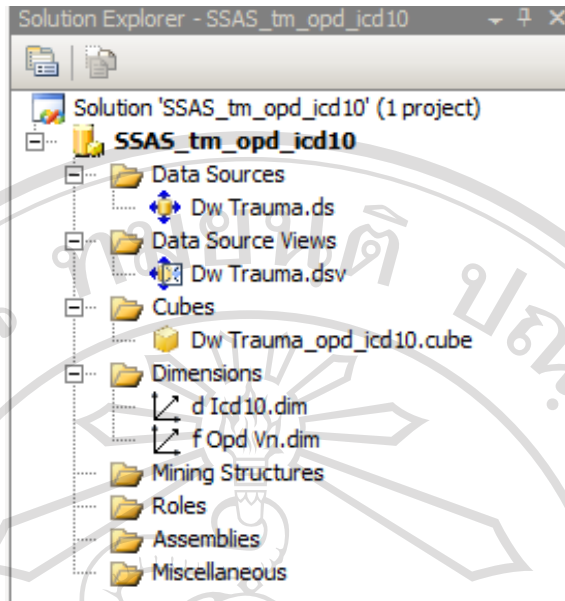 Solution Explorer - SSAS_tm_opd_icd10
Solution 'SSAS_tm_opd_icd10' (1 project)
SSAS_tm_opd_icd10
Data Sources
Dw Trauma.ds
Data Source Views
Dw Trauma.dsv
Cubes
Dw Trauma_opd_icd10.cube
Dimensions
d Icd10.dim
f Opd Vn.dim
Mining Structures
Roles
Assemblies
Miscellaneous